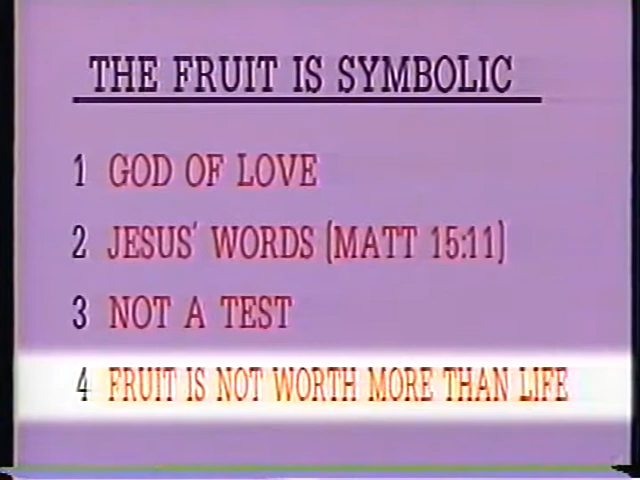 THE FRUIT IS SYMBOLIC
1 GOD OF LOVE
2 JESUS' WORDS (MATT 15:11)
3 NOT A TEST
4 FRUIT IS NOT WORTH MORE THAN LIFE